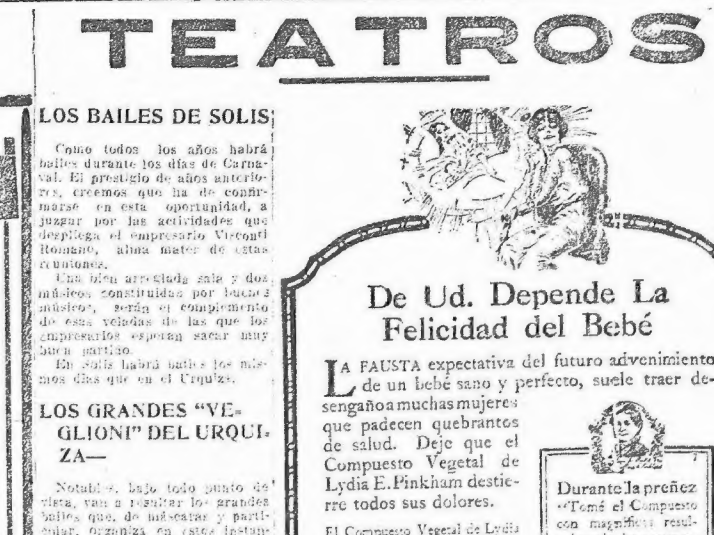 TEATROS
LOS BAILES DE SOLIS
Como todos los años habrá
bailes durante los días de Carna-
val. El prestigio de años anterio-
res, creemos que ha de confir-
marse en esta oportunidad, a
juzgar por las actividades que
despliega el empresario Visconti
Romano, alma mater de estas
reuniones.
Una bien arreglada sala y dos
músicos constituidas por buenos
músicos, serán el complemento
de esas veladas de las que los
empresarios esperan sacar muy
buen partido.
En Solis habrá bailes los mis-
mos días que en el Urquiza.
LOS GRANDES "VE-
GLIONI" DEL URQUI-
ZA—
Notables, bajo todo punto de
vista, van a resultar los grandes
bailes que, de máscaras y parti-
cular, organiza en estos instan-
De Ud. Depende La
Felicidad del Bebé
LA FAUSTA expectativa del futuro advenimiento
de un bebé sano y perfecto, suele traer de-
sengaño a muchas mujeres
que padecen quebrantos
de salud. Deje que el
Compuesto Vegetal de
Lydia E. Pinkham destie-
rre todos sus dolores.
El Compuesto Vegetal de Lydia
Durante la preñez
"Tomé el Compuesto
con magníficos resul-